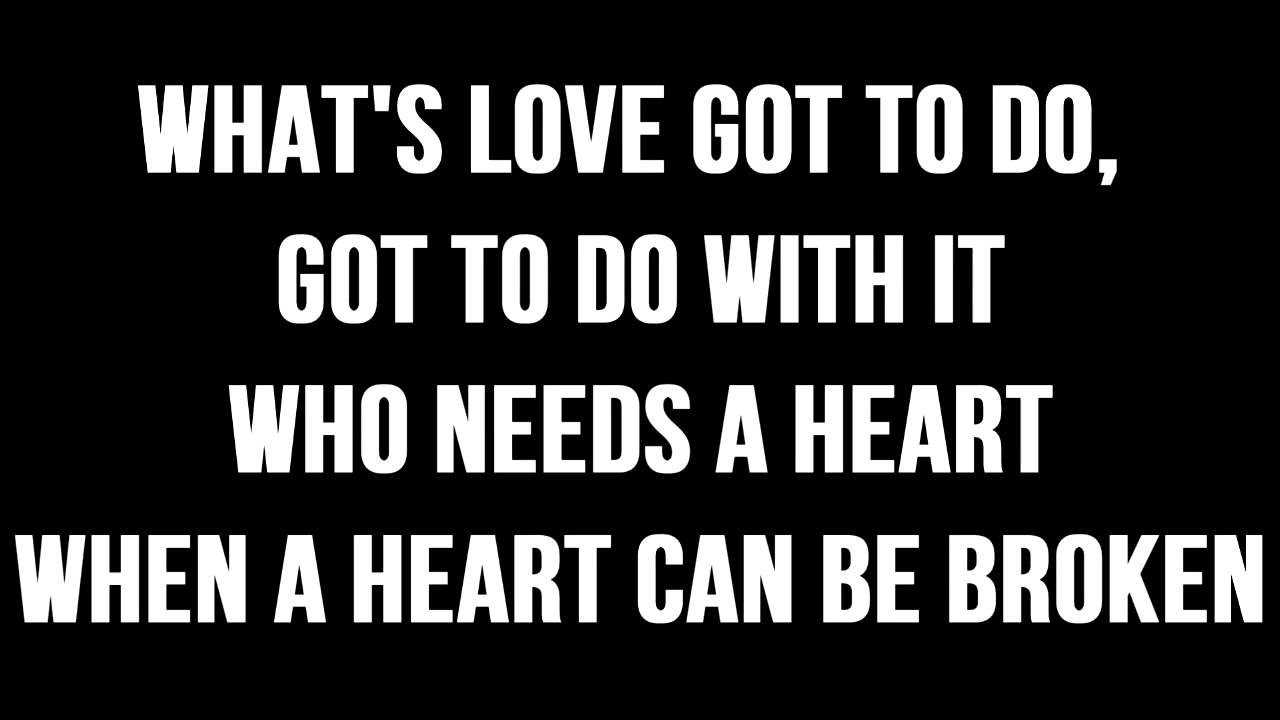 WHAT'S LOVE GOT TO DO,
GOT TO DO WITH IT
WHO NEEDS A HEART
WHEN A HEART CAN BE BROKEN